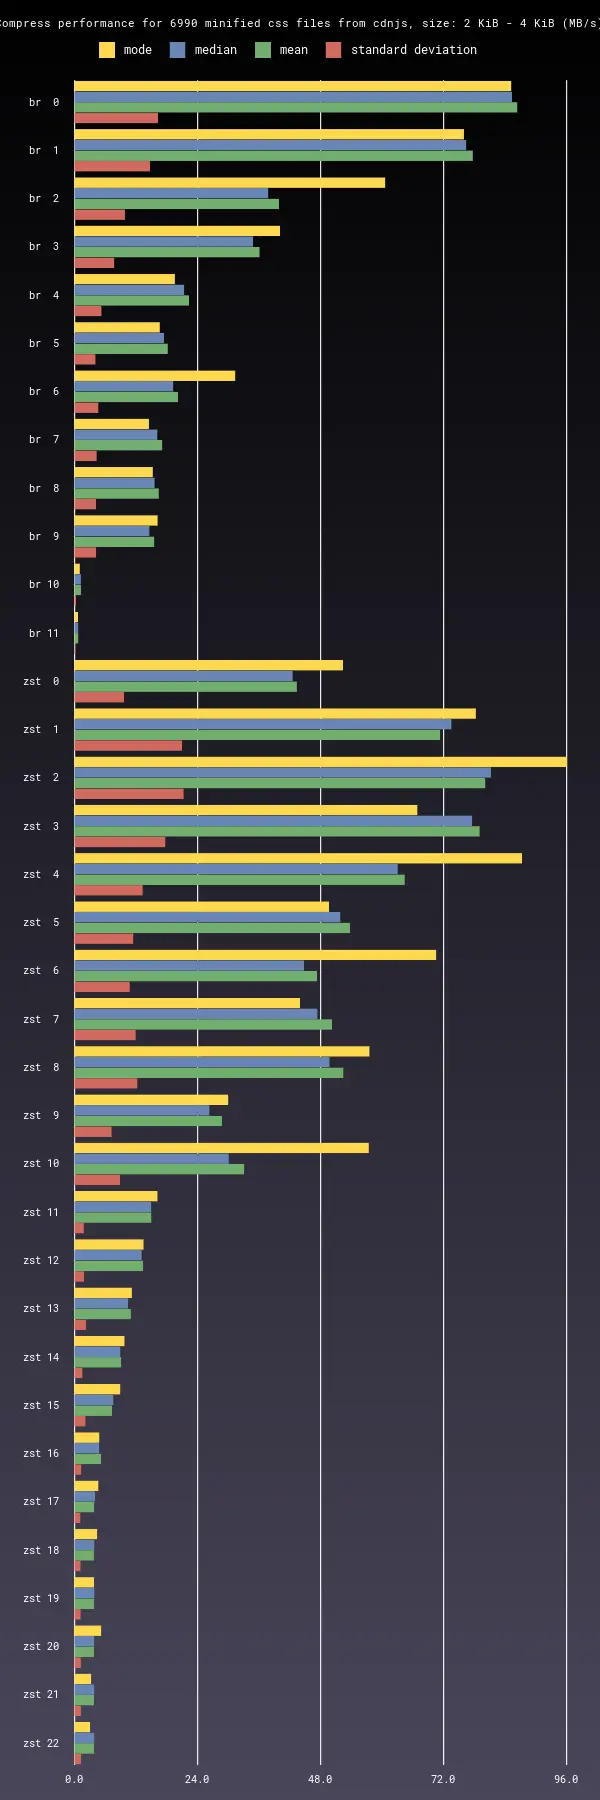 Compress performance for 6990 minified css files from cdnjs, size: 2 KiB - 4 KiB (MB/s)
mode median mean standard deviation
br 0
br 1
br 2
br 3
br 4
br 5
br 6
br 7
br 8
br 9
br 10
br 11
zst 0
zst 1
zst 2
zst 3
zst 4
zst 5
zst 6
zst 7
zst 8
zst 9
zst 10
zst 11
zst 12
zst 13
zst 14
zst 15
zst 16
zst 17
zst 18
zst 19
zst 20
zst 21
zst 22
0.0 24.0 48.0 72.0 96.0